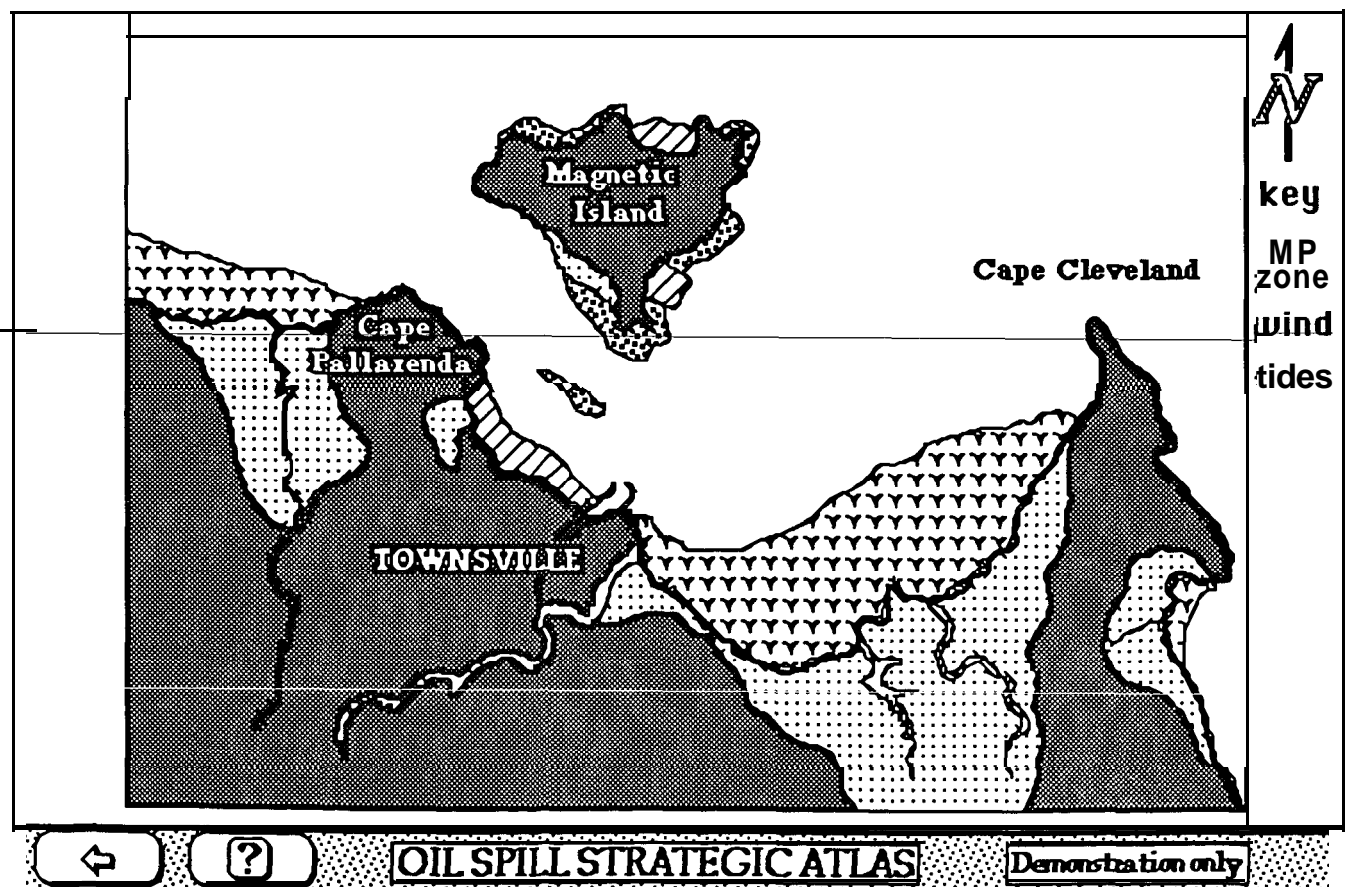 N
key
MP
zone
wind
tides
Magnetic
Island
Cape Cleveland
Cape
Pallarenda
TOWNSVILLE
?
OIL SPILL STRATEGIC ATLAS
Demonstration only